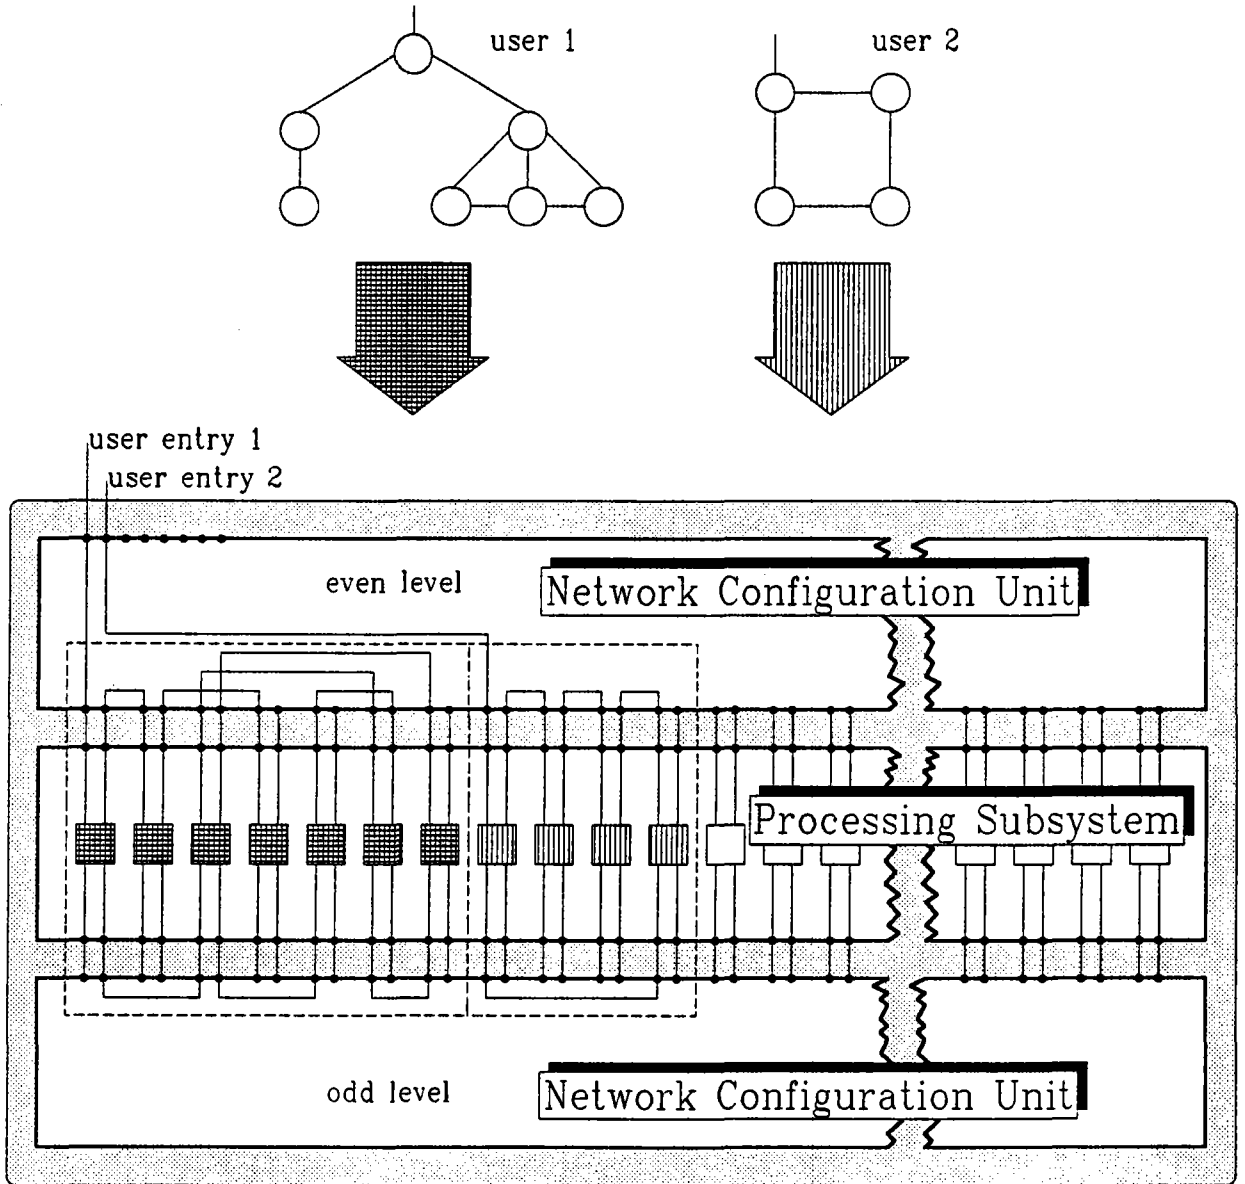 user 1
user 2
user entry 1
user entry 2
even level
Network Configuration Unit
Processing Subsystem
odd level
Network Configuration Unit